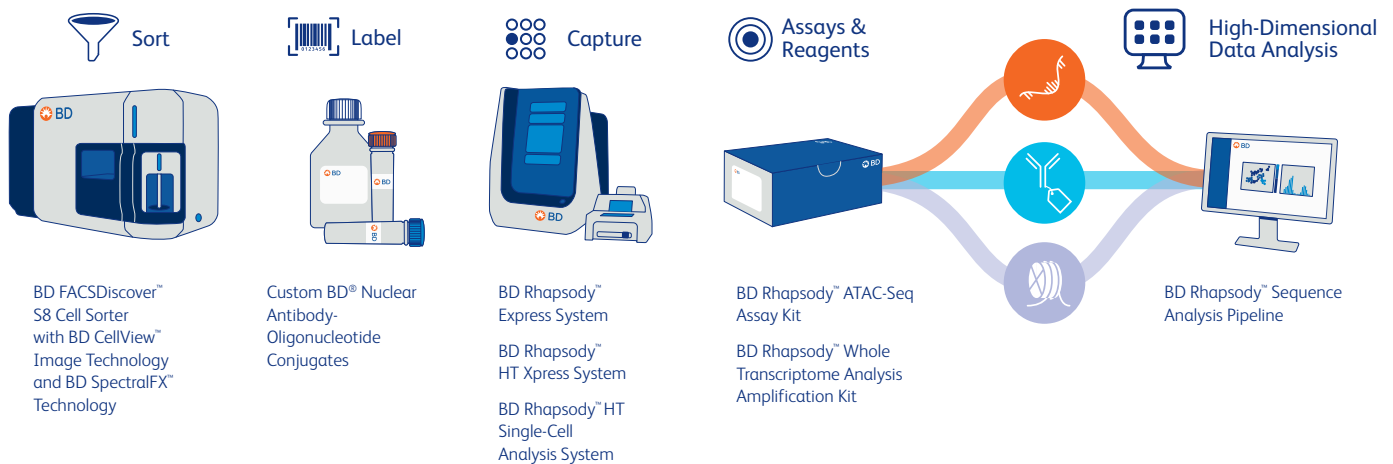 Sort
Label
Capture
Assays &
Reagents
High-Dimensional
Data Analysis
0123456
BD
BD
BD
BD
BD
BD
BD
BD FACSDiscover™
S8 Cell Sorter
with BD CellView™
Image Technology
and BD SpectralFX™
Technology
Custom BD® Nuclear
Antibody-
Oligonucleotide
Conjugates
BD Rhapsody™
Express System
BD Rhapsody™
HT Xpress System
BD Rhapsody™ HT
Single-Cell
Analysis System
BD Rhapsody™ ATAC-Seq
Assay Kit
BD Rhapsody™ Whole
Transcriptome Analysis
Amplification Kit
BD Rhapsody™ Sequence
Analysis Pipeline